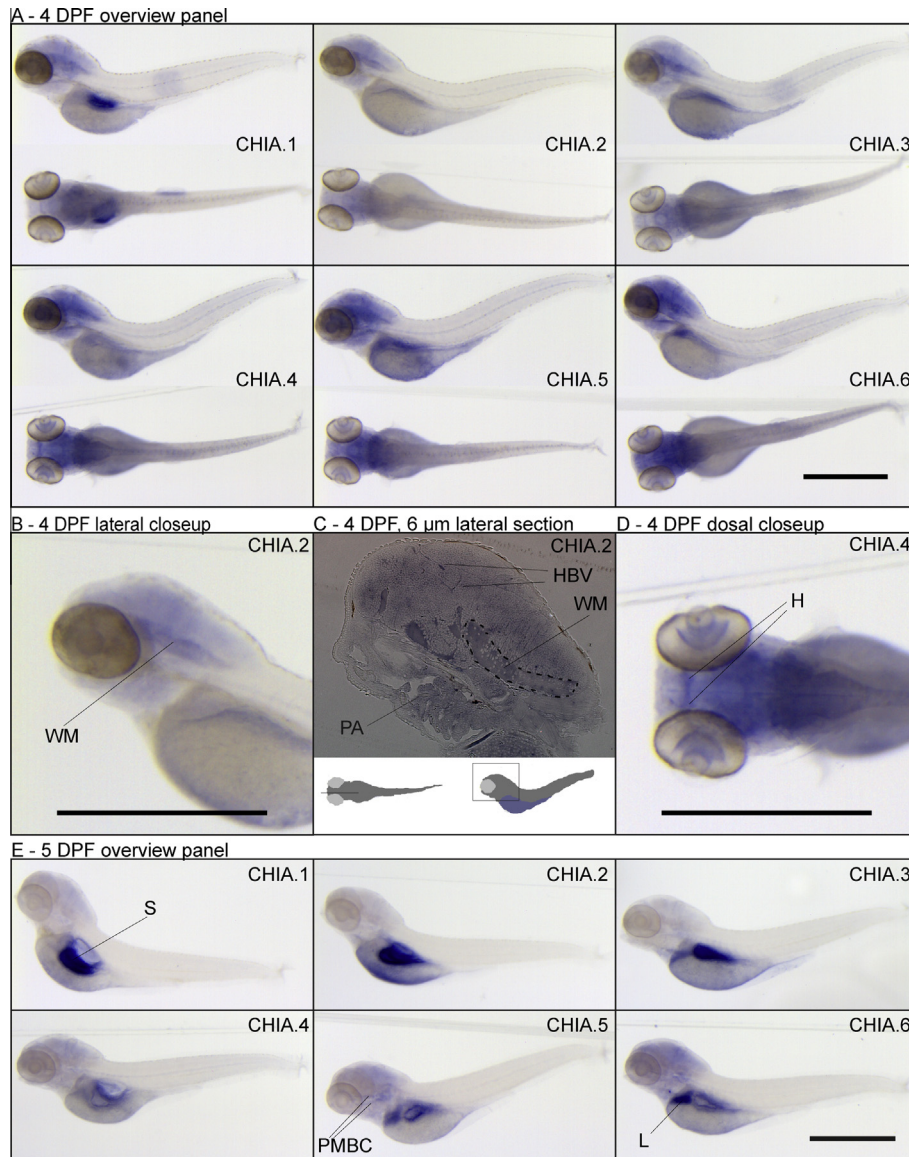 A - 4 DPF overview panel
CHIA.1
CHIA.2
CHIA.3
CHIA.4
CHIA.5
CHIA.6
B - 4 DPF lateral closeup
C - 4 DPF, 6 µm lateral section
D - 4 DPF dosal closeup
CHIA.2
WM
CHIA.2
HBV
WM
PA
CHIA.4
H
E - 5 DPF overview panel
CHIA.1
S
CHIA.2
CHIA.3
CHIA.4
CHIA.5
PMBC
CHIA.6
L